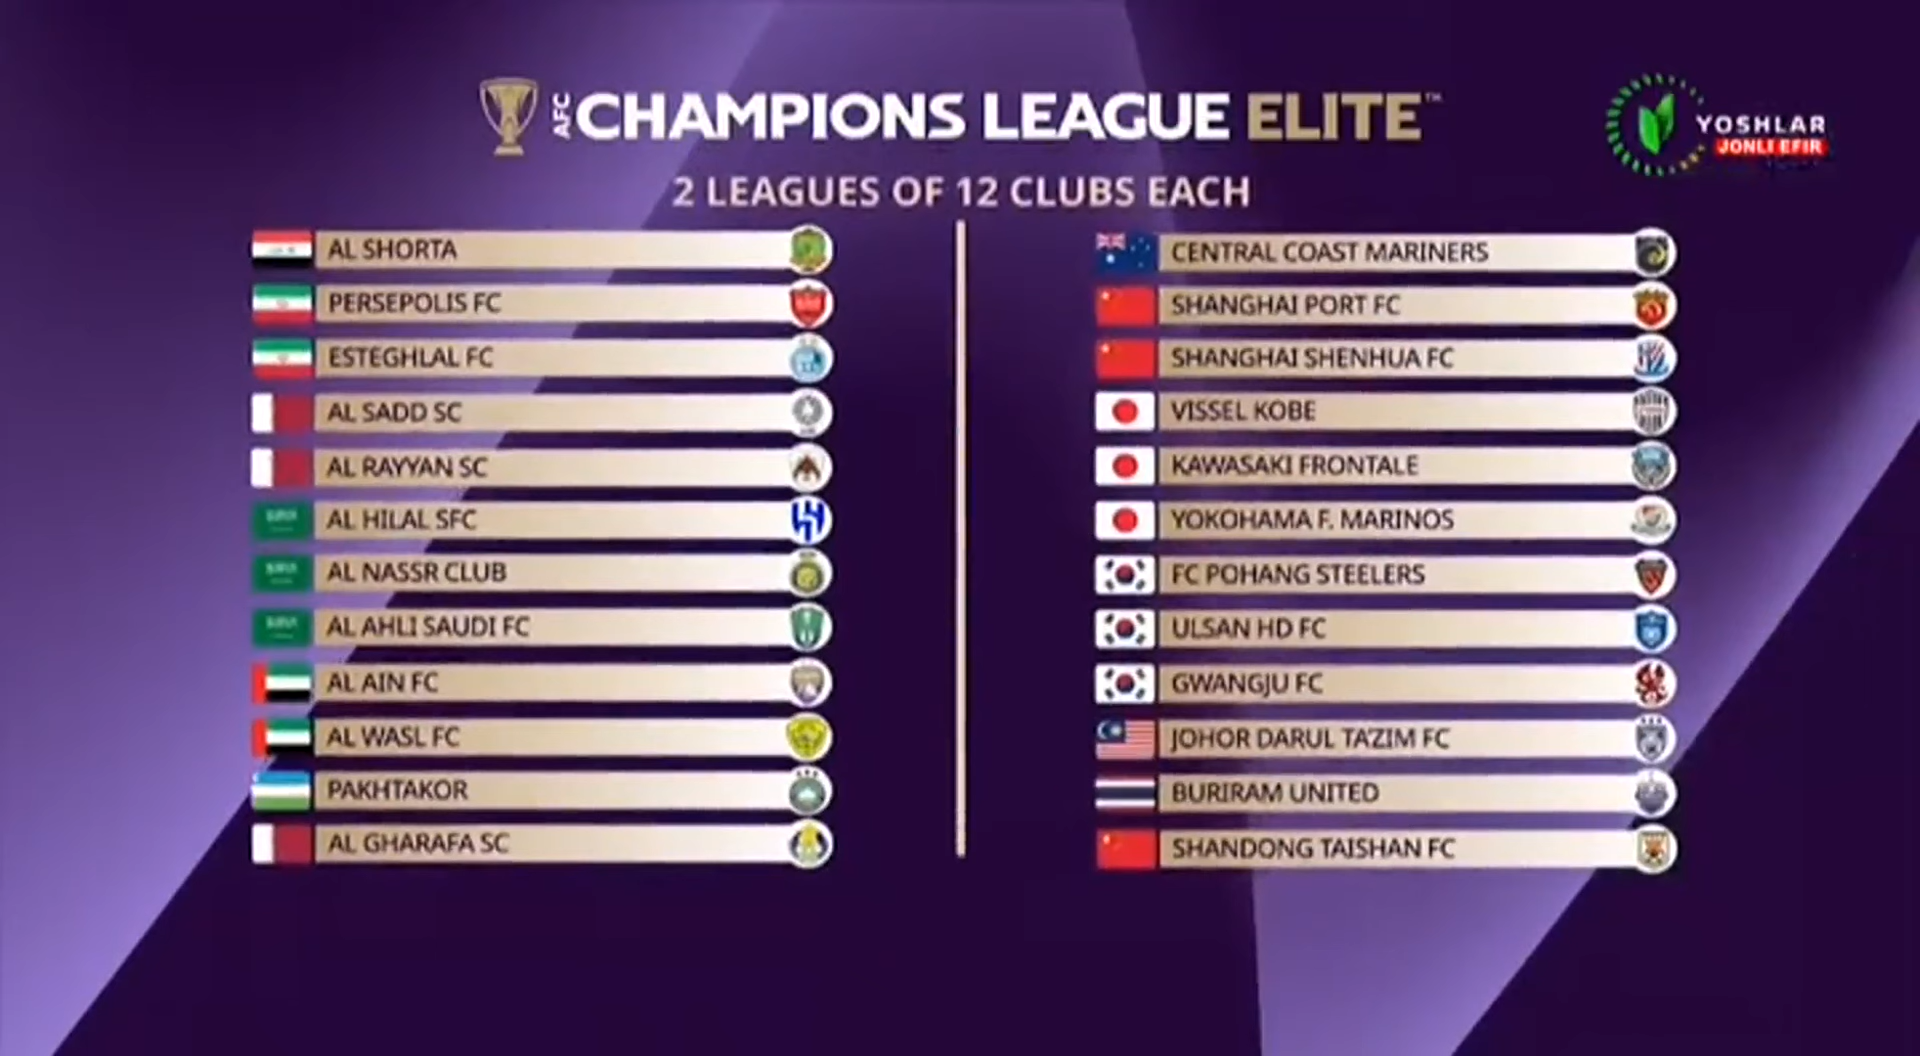 AFC CHAMPIONS LEAGUE ELITE™
YOSHLAR
JONLI EFIR
2 LEAGUES OF 12 CLUBS EACH
AL SHORTA
PERSEPOLIS FC
ESTEGHLAL FC
AL SADD SC
AL RAYYAN SC
AL HILAL SFC
AL NASSR CLUB
AL AHLI SAUDI FC
AL AIN FC
AL WASL FC
PAKHTAKOR
AL GHARAFA SC
CENTRAL COAST MARINERS
SHANGHAI PORT FC
SHANGHAI SHENHUA FC
VISSEL KOBE
KAWASAKI FRONTALE
YOKOHAMA F. MARINOS
FC POHANG STEELERS
ULSAN HD FC
GWANGJU FC
JOHOR DARUL TA'ZIM FC
BURIRAM UNITED
SHANDONG TAISHAN FC